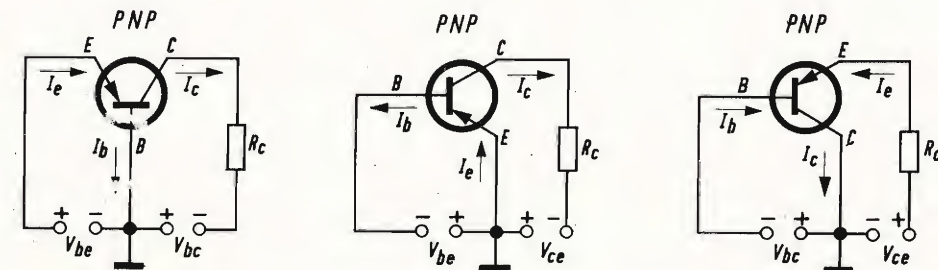 PNP
E C
I_e I_c
I_b B
R_c
+ − + −
V_be V_bc
PNP
C
B I_c
I_b
R_c
E
I_e
− + + −
V_be V_ce
PNP
E
B I_e
I_b
R_c
I_c C
− + − +
V_bc V_ce